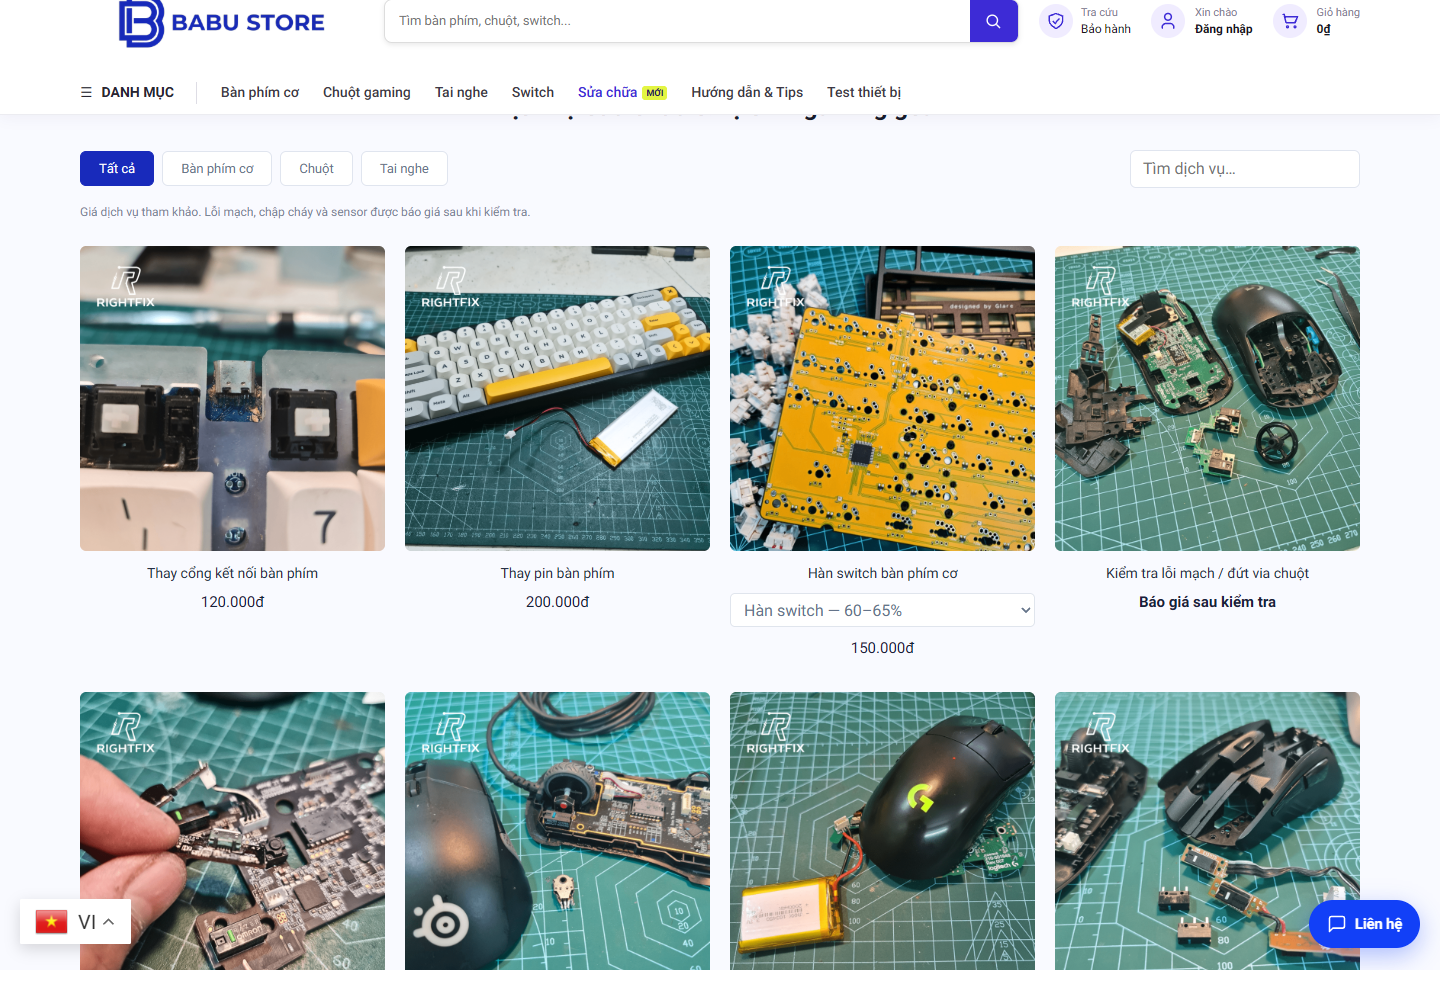 BABU STORE
Tìm bàn phím, chuột, switch...
Tra cứu
Bảo hành
Xin chào
Đăng nhập
Giỏ hàng
0₫
☰ DANH MỤC
Bàn phím cơ
Chuột gaming
Tai nghe
Switch
Sửa chữa MỚI
Hướng dẫn & Tips
Test thiết bị
Tất cả
Bàn phím cơ
Chuột
Tai nghe
Tìm dịch vụ...
Giá dịch vụ tham khảo. Lỗi mạch, chập cháy và sensor được báo giá sau khi kiểm tra.
RIGHTFIX
7
RIGHTFIX
RIGHTFIX
designed by Glare
RIGHTFIX
Thay cổng kết nối bàn phím
120.000đ
Thay pin bàn phím
200.000đ
Hàn switch bàn phím cơ
Hàn switch — 60–65%
150.000đ
Kiểm tra lỗi mạch / đứt via chuột
Báo giá sau kiểm tra
RIGHTFIX
RIGHTFIX
RIGHTFIX
RIGHTFIX
VI
Liên hệ